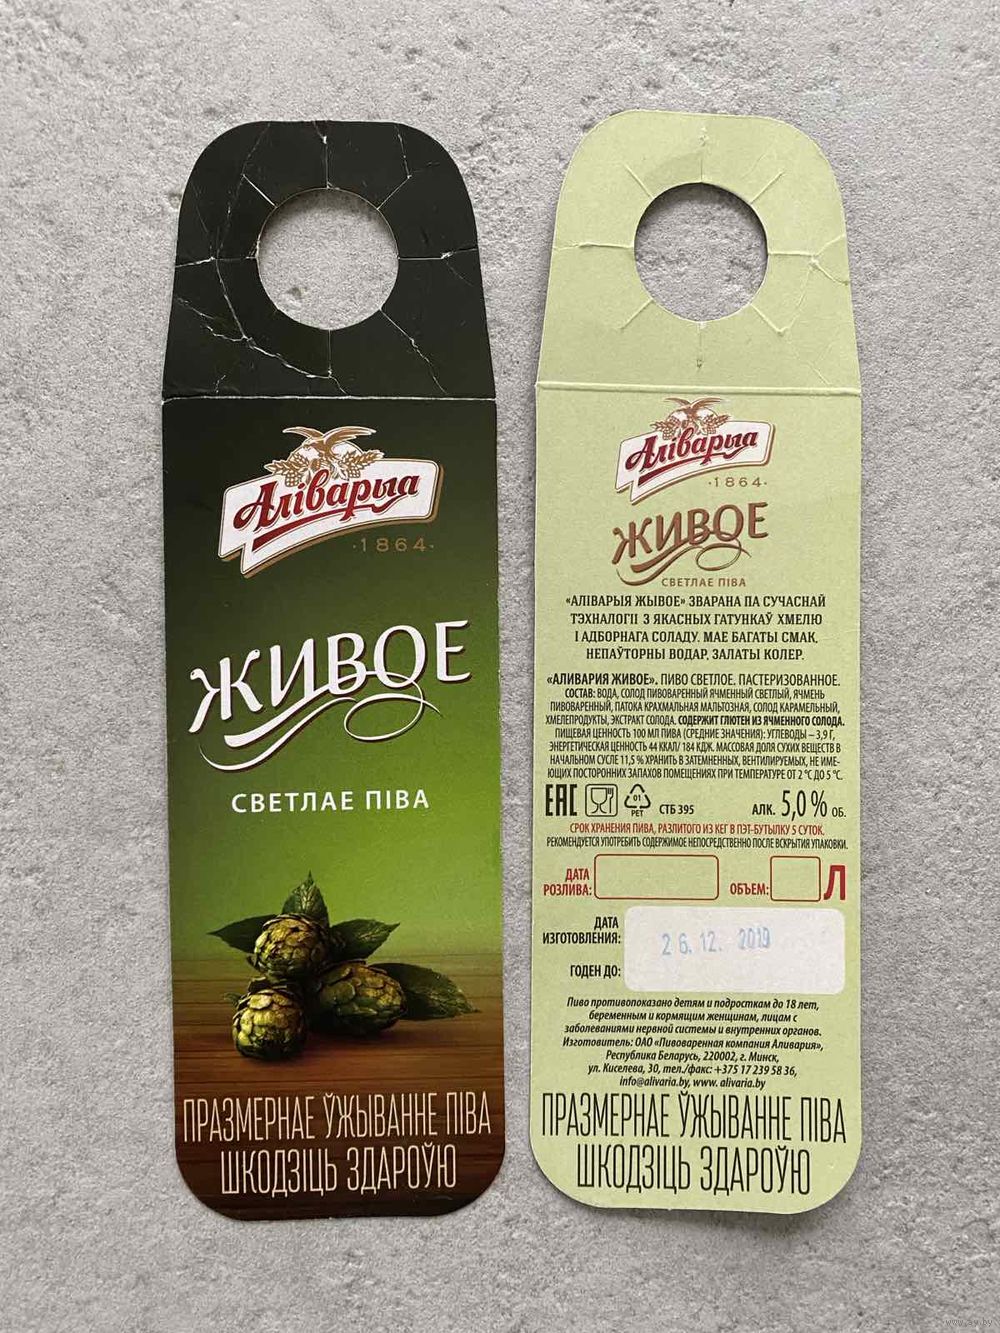 Аліварыя
·1864·
ЖИВОЕ
СВЕТЛАЕ ПІВА
ПРАЗМЕРНАЕ ЎЖЫВАННЕ ПІВА
ШКОДЗІЦЬ ЗДАРОЎЮ
Аліварыя
·1864·
ЖИВОЕ
СВЕТЛАЕ ПІВА
«АЛІВАРЫЯ ЖЫВОЕ» ЗВАРАНА ПА СУЧАСНАЙ
ТЭХНАЛОГІІ З ЯКАСНЫХ ГАТУНКАЎ ХМЕЛЮ
І АДБОРНАГА СОЛАДУ. МАЕ БАГАТЫ СМАК,
НЕПАЎТОРНЫ ВОДАР, ЗАЛАТЫ КОЛЕР.
«АЛИВАРИЯ ЖИВОЕ». ПИВО СВЕТЛОЕ. ПАСТЕРИЗОВАННОЕ.
СОСТАВ: ВОДА, СОЛОД ПИВОВАРЕННЫЙ ЯЧМЕННЫЙ СВЕТЛЫЙ, ЯЧМЕНЬ
ПИВОВАРЕННЫЙ, ПАТОКА КРАХМАЛЬНАЯ МАЛЬТОЗНАЯ, СОЛОД КАРАМЕЛЬНЫЙ,
ХМЕЛЕПРОДУКТЫ, ЭКСТРАКТ СОЛОДА. СОДЕРЖИТ ГЛЮТЕН ИЗ ЯЧМЕННОГО СОЛОДА.
ПИЩЕВАЯ ЦЕННОСТЬ 100 МЛ ПИВА (СРЕДНИЕ ЗНАЧЕНИЯ): УГЛЕВОДЫ – 3,9 Г,
ЭНЕРГЕТИЧЕСКАЯ ЦЕННОСТЬ 44 ККАЛ/ 184 КДЖ. МАССОВАЯ ДОЛЯ СУХИХ ВЕЩЕСТВ В
НАЧАЛЬНОМ СУСЛЕ 11,5 % ХРАНИТЬ В ЗАТЕМНЕННЫХ, ВЕНТИЛИРУЕМЫХ, НЕ ИМЕ-
ЮЩИХ ПОСТОРОННИХ ЗАПАХОВ ПОМЕЩЕНИЯХ ПРИ ТЕМПЕРАТУРЕ ОТ 2 °С ДО 5 °С.
ЕАС 01 PET СТБ 395 АЛК. 5,0 % ОБ.
СРОК ХРАНЕНИЯ ПИВА, РАЗЛИТОГО ИЗ КЕГ В ПЭТ-БУТЫЛКУ 5 СУТОК.
РЕКОМЕНДУЕТСЯ УПОТРЕБИТЬ СОДЕРЖИМОЕ НЕПОСРЕДСТВЕННО ПОСЛЕ ВСКРЫТИЯ УПАКОВКИ.
ДАТА
РОЗЛИВА: ОБЪЕМ: Л
ДАТА
ИЗГОТОВЛЕНИЯ: 26.12. 2019
ГОДЕН ДО:
Пиво противопоказано детям и подросткам до 18 лет,
беременным и кормящим женщинам, лицам с
заболеваниями нервной системы и внутренних органов.
Изготовитель: ОАО «Пивоваренная компания Аливария»,
Республика Беларусь, 220002, г. Минск,
ул. Киселева, 30, тел./факс: +375 17 239 58 36,
info@alivaria.by, www. alivaria.by
ПРАЗМЕРНАЕ ЎЖЫВАННЕ ПІВА
ШКОДЗІЦЬ ЗДАРОЎЮ
www.ay.by